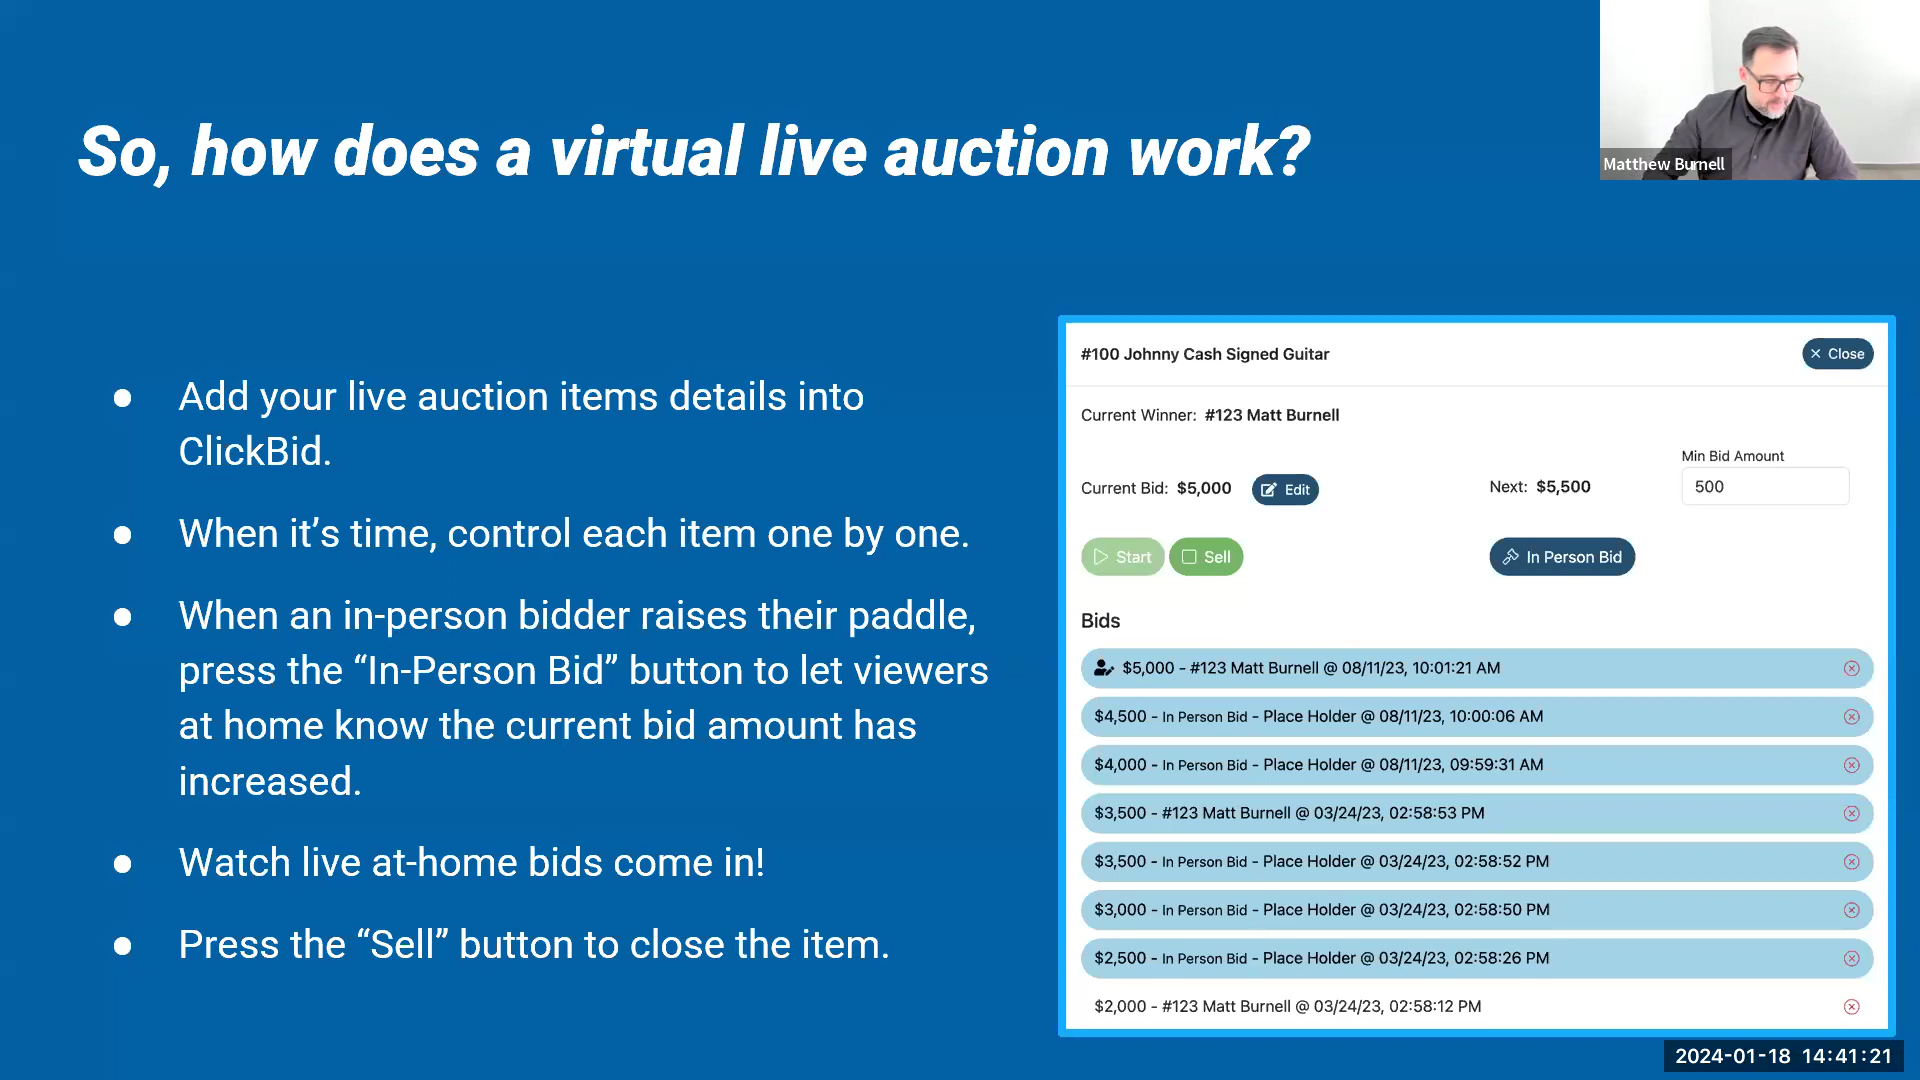 So, how does a virtual live auction work?
Matthew Burnell
● Add your live auction items details into
ClickBid.
● When it’s time, control each item one by one.
● When an in-person bidder raises their paddle,
press the “In-Person Bid” button to let viewers
at home know the current bid amount has
increased.
● Watch live at-home bids come in!
● Press the “Sell” button to close the item.
#100 Johnny Cash Signed Guitar
Close
Current Winner: #123 Matt Burnell
Min Bid Amount
Current Bid: $5,000 Edit Next: $5,500 500
Start Sell In Person Bid
Bids
$5,000 - #123 Matt Burnell @ 08/11/23, 10:01:21 AM
$4,500 - In Person Bid - Place Holder @ 08/11/23, 10:00:06 AM
$4,000 - In Person Bid - Place Holder @ 08/11/23, 09:59:31 AM
$3,500 - #123 Matt Burnell @ 03/24/23, 02:58:53 PM
$3,500 - In Person Bid - Place Holder @ 03/24/23, 02:58:52 PM
$3,000 - In Person Bid - Place Holder @ 03/24/23, 02:58:50 PM
$2,500 - In Person Bid - Place Holder @ 03/24/23, 02:58:26 PM
$2,000 - #123 Matt Burnell @ 03/24/23, 02:58:12 PM
2024-01-18 14:41:21